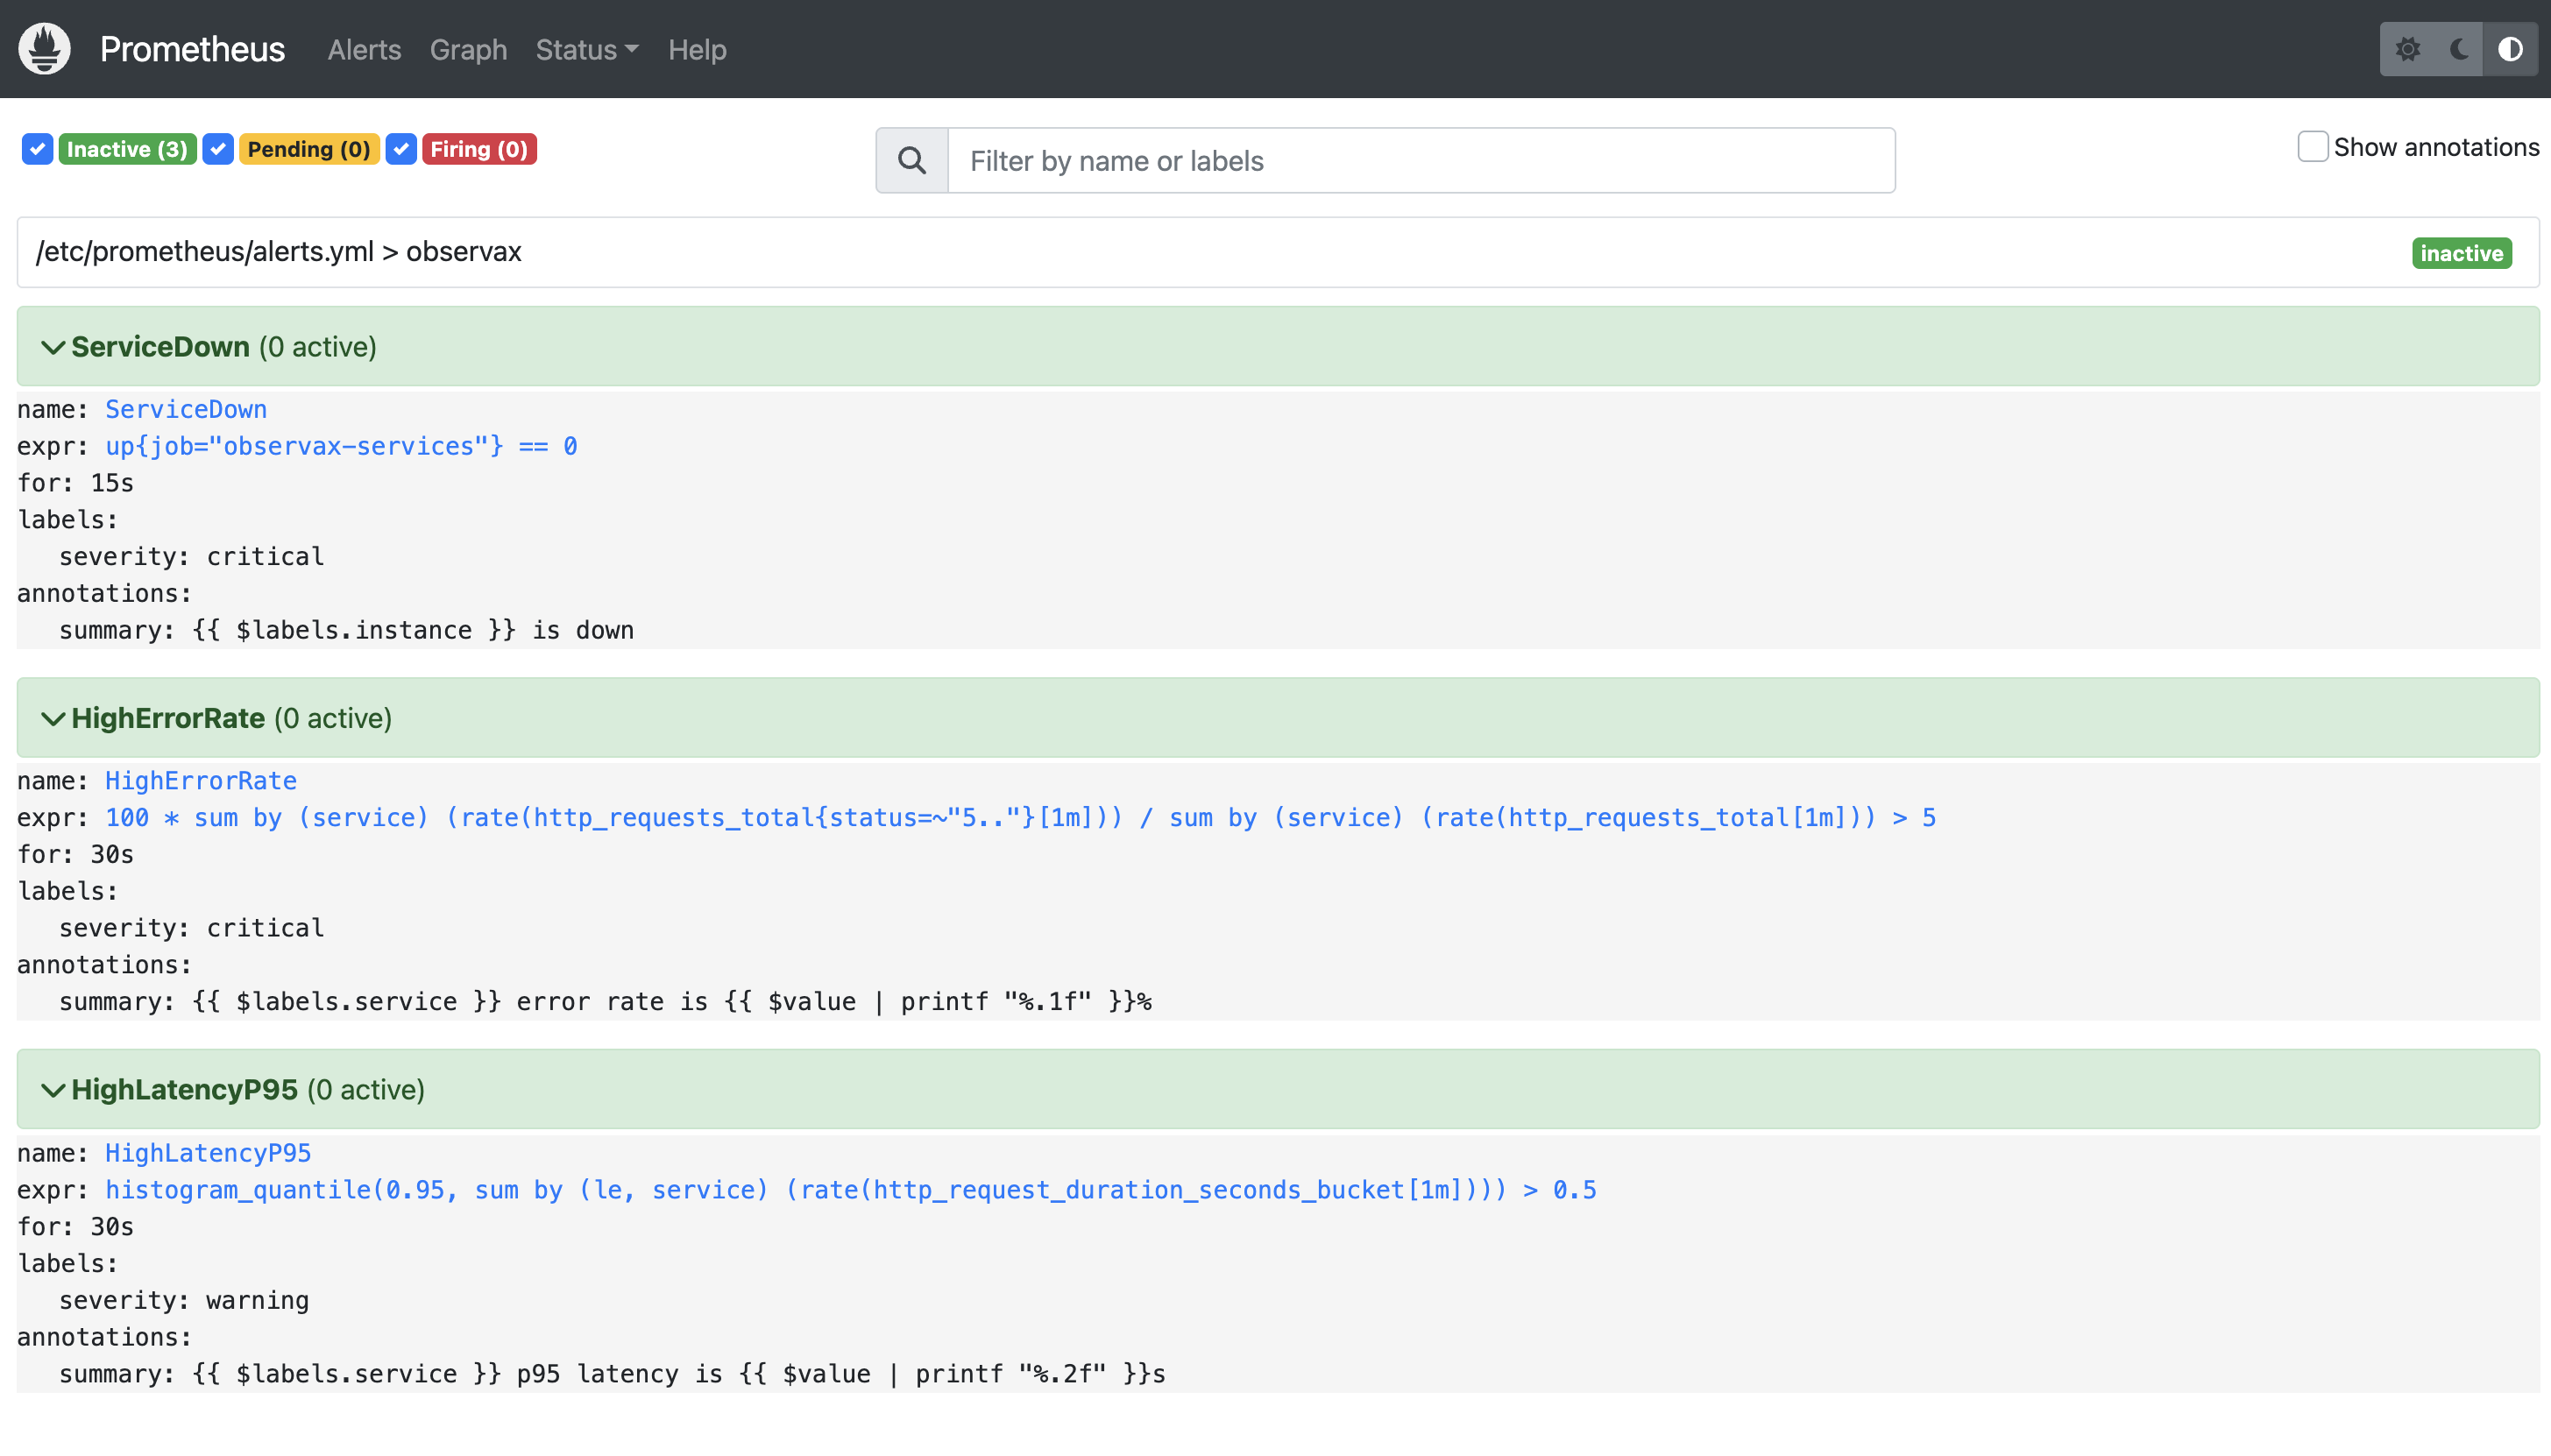 Prometheus Alerts Graph Status Help
Inactive (3) Pending (0) Firing (0)
Filter by name or labels
Show annotations
/etc/prometheus/alerts.yml > observax
inactive
ServiceDown (0 active)
name: ServiceDown
expr: up{job="observax-services"} == 0
for: 15s
labels:
severity: critical
annotations:
summary: {{ $labels.instance }} is down
HighErrorRate (0 active)
name: HighErrorRate
expr: 100 * sum by (service) (rate(http_requests_total{status=~"5.."}[1m])) / sum by (service) (rate(http_requests_total[1m])) > 5
for: 30s
labels:
severity: critical
annotations:
summary: {{ $labels.service }} error rate is {{ $value | printf "%.1f" }}%
HighLatencyP95 (0 active)
name: HighLatencyP95
expr: histogram_quantile(0.95, sum by (le, service) (rate(http_request_duration_seconds_bucket[1m]))) > 0.5
for: 30s
labels:
severity: warning
annotations:
summary: {{ $labels.service }} p95 latency is {{ $value | printf "%.2f" }}s